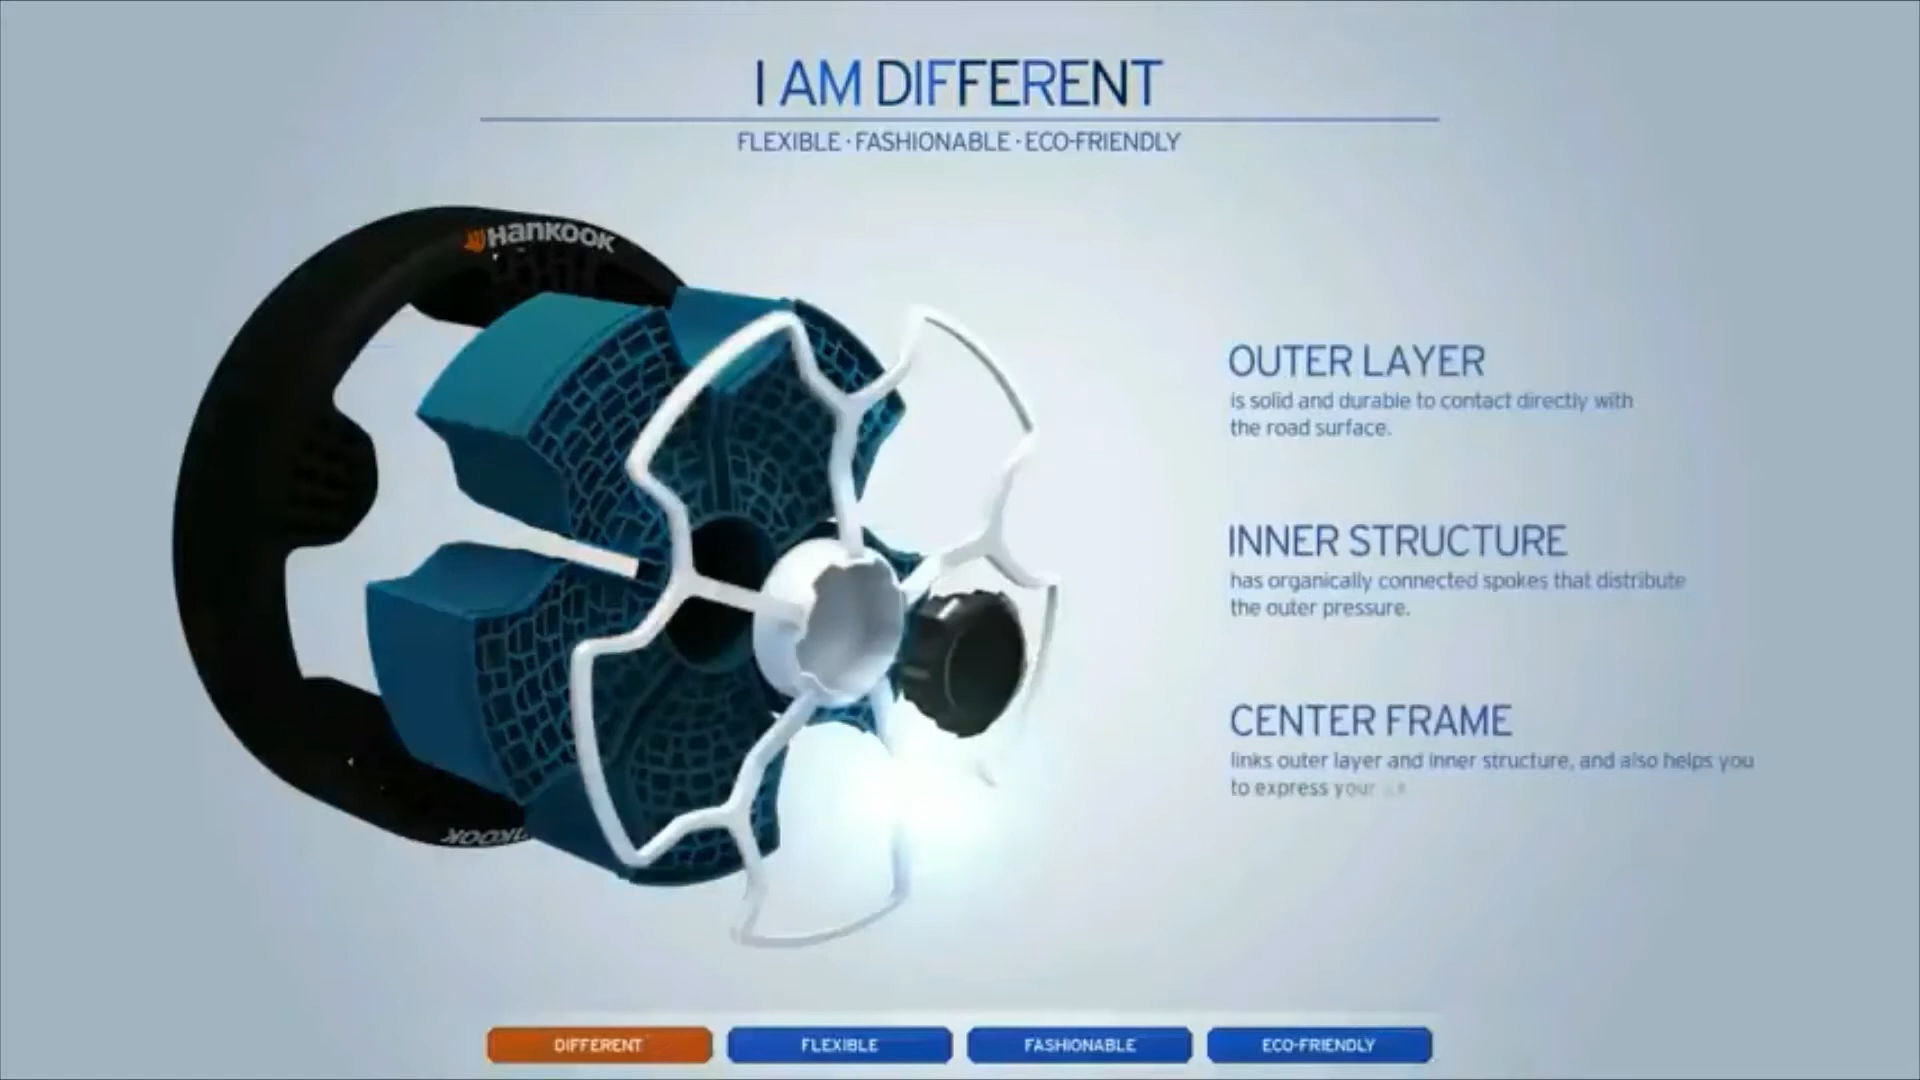 I AM DIFFERENT
FLEXIBLE · FASHIONABLE · ECO-FRIENDLY
Hankook
OUTER LAYER
is solid and durable to contact directly with
the road surface.
INNER STRUCTURE
has organically connected spokes that distribute
the outer pressure.
CENTER FRAME
links outer layer and inner structure, and also helps you
to express your
DIFFERENT
FLEXIBLE
FASHIONABLE
ECO-FRIENDLY